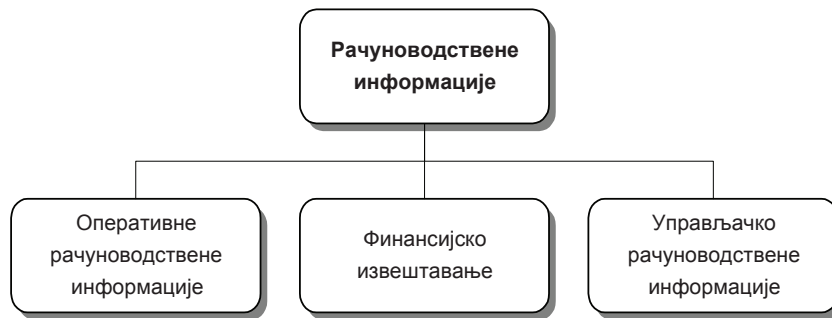 Рачуноводствене
информације
Оперативне
рачуноводствене
информације
Финансијско
извештавање
Управљачко
рачуноводствене
информације